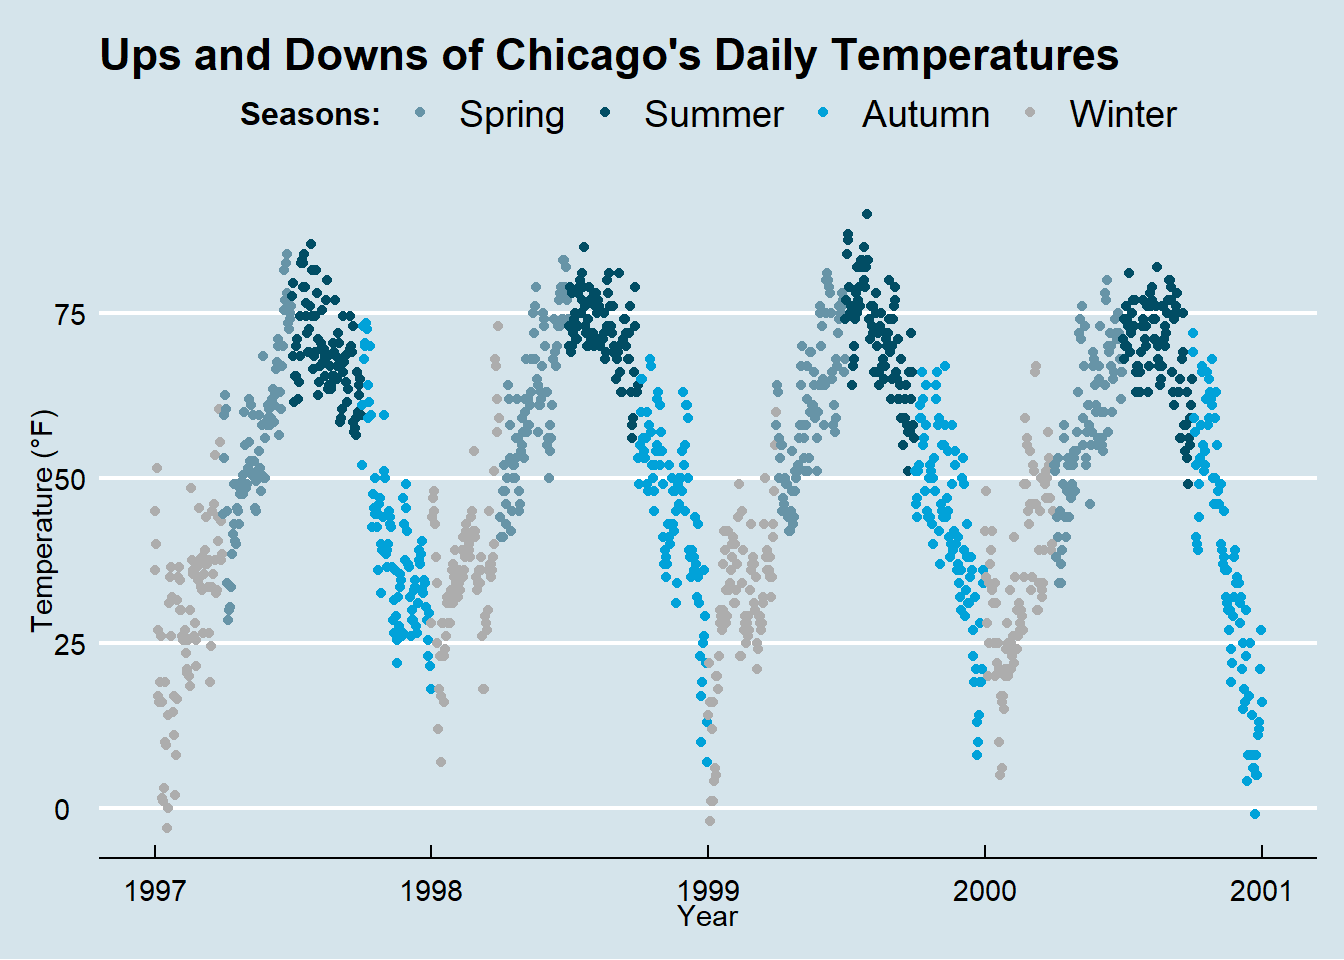 Ups and Downs of Chicago's Daily Temperatures
Seasons: Spring Summer Autumn Winter
Temperature (°F)
75
50
25
0
1997 1998 1999 2000 2001
Year